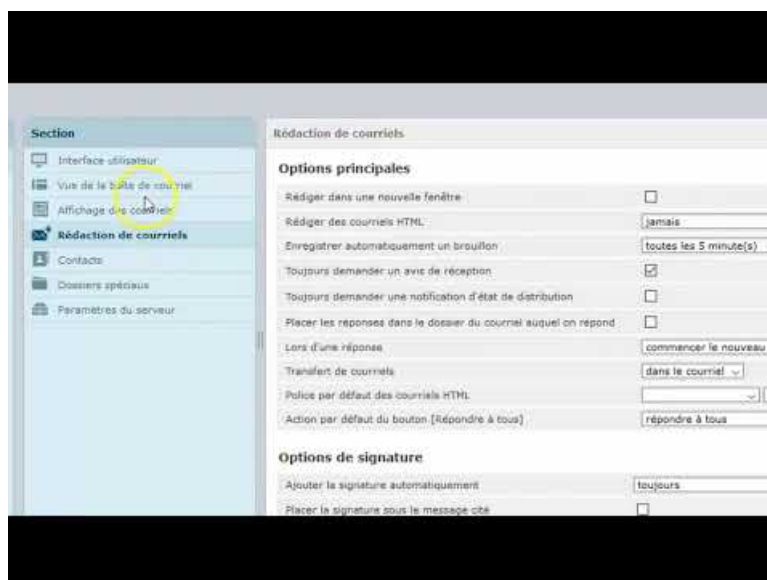 Section
Interface utilisateur
Vue de la boîte de courriel
Affichage des courriels
Rédaction de courriels
Contacts
Dossiers spéciaux
Paramètres du serveur
Rédaction de courriels
Options principales
Rédiger dans une nouvelle fenêtre
Rédiger des courriels HTML
jamais
Enregistrer automatiquement un brouillon
toutes les 5 minute(s)
Toujours demander un avis de réception
Toujours demander une notification d'état de distribution
Placer les réponses dans le dossier du courriel auquel on répond
Lors d'une réponse
commencer le nouveau
Transfert de courriels
dans le courriel
Police par défaut des courriels HTML
Action par défaut du bouton [Répondre à tous]
répondre à tous
Options de signature
Ajouter la signature automatiquement
toujours
Placer la signature sous le message cité